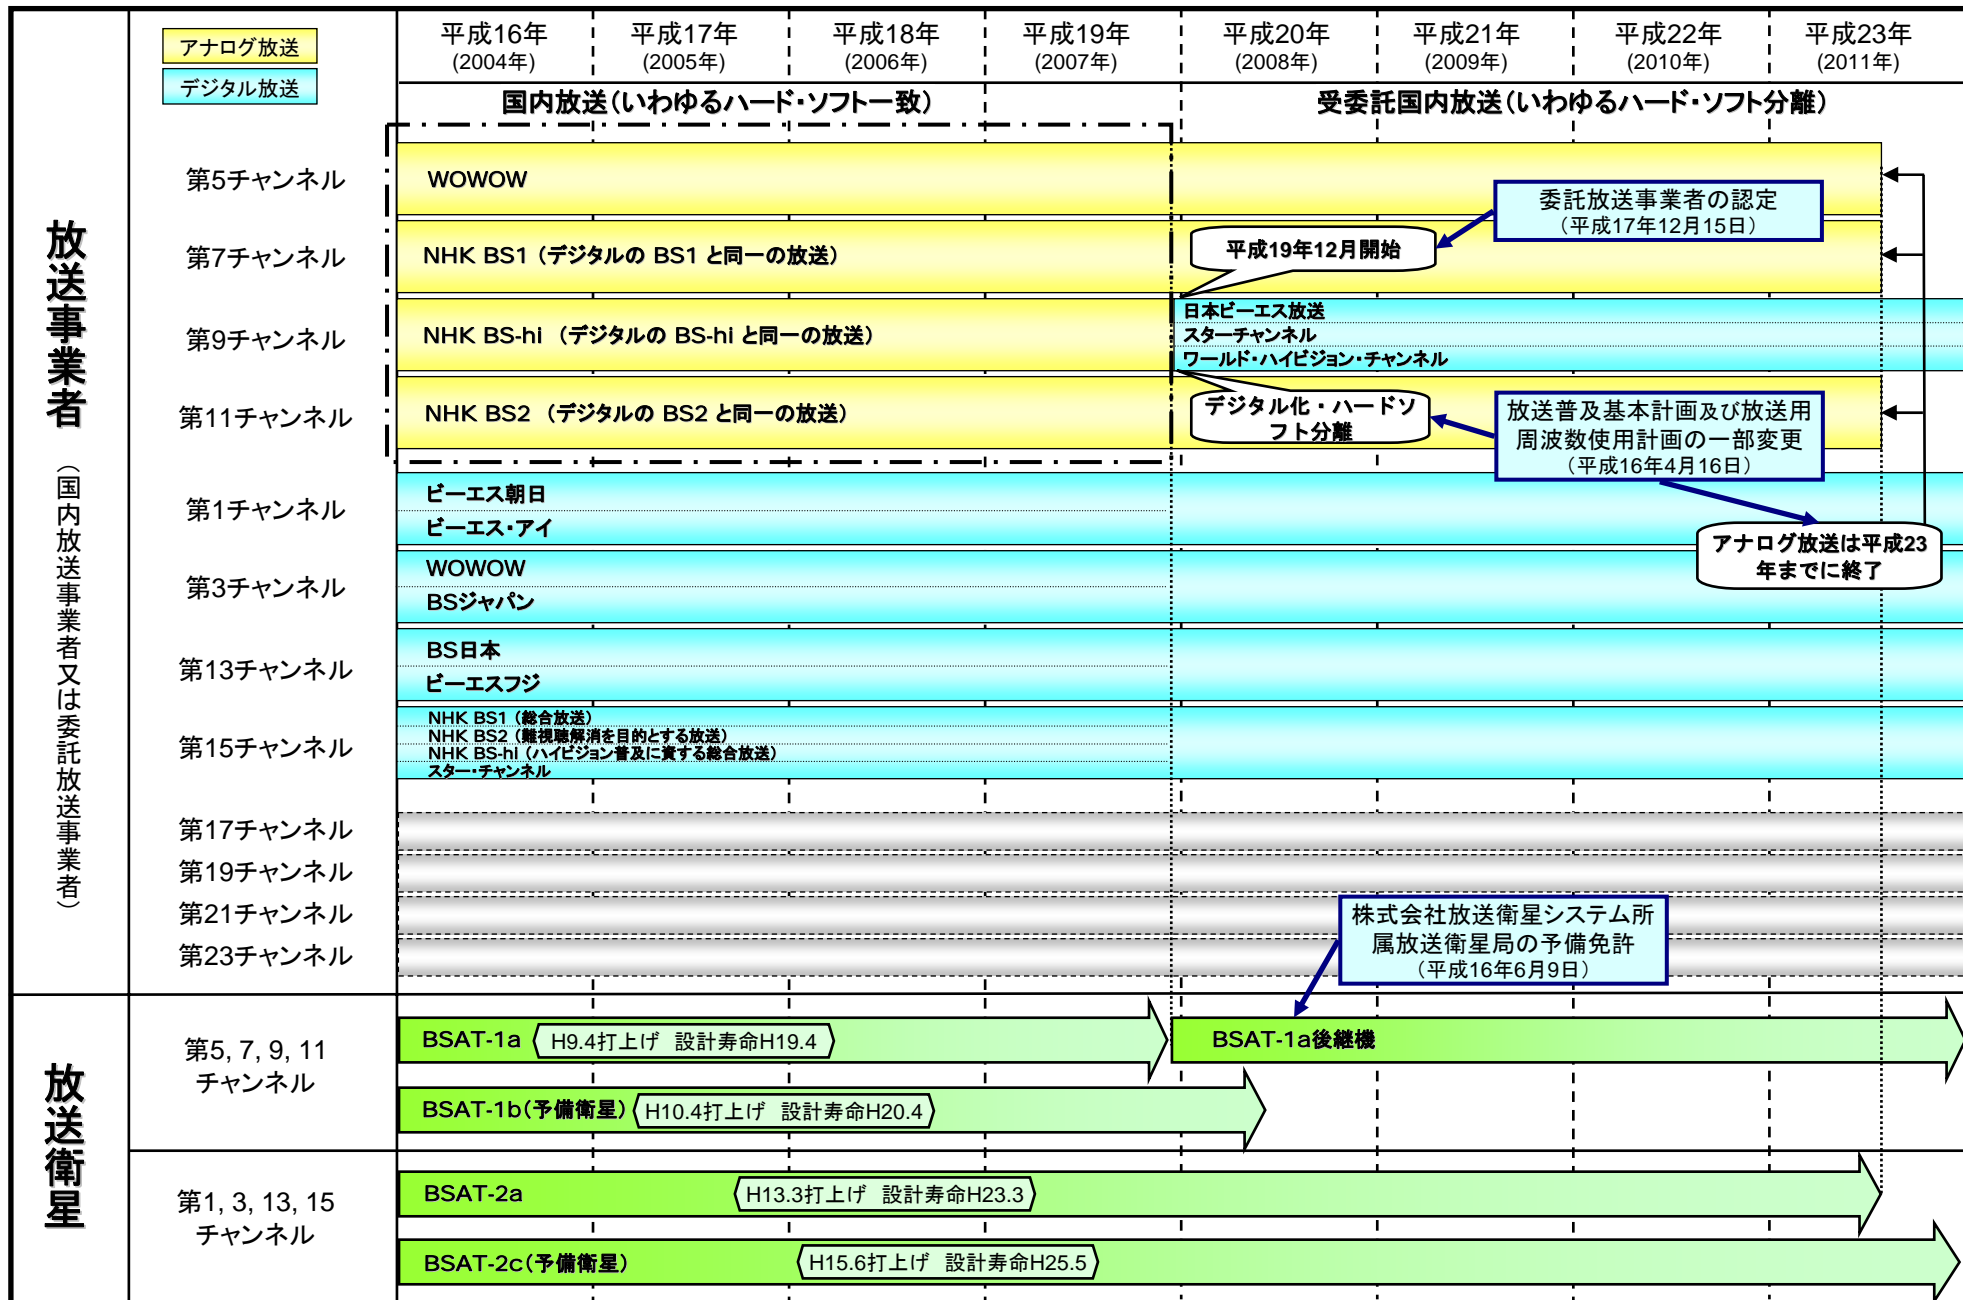 アナログ放送
デジタル放送
平成16年
(2004年)
平成17年
(2005年)
平成18年
(2006年)
平成19年
(2007年)
平成20年
(2008年)
平成21年
(2009年)
平成22年
(2010年)
平成23年
(2011年)
国内放送(いわゆるハード・ソフト一致)
受委託国内放送(いわゆるハード・ソフト分離)
放送事業者
(国内放送事業者又は委託放送事業者)
第5チャンネル
WOWOW
委託放送事業者の認定
(平成17年12月15日)
第7チャンネル
NHK BS1 (デジタルの BS1 と同一の放送)
平成19年12月開始
第9チャンネル
NHK BS-hi (デジタルの BS-hi と同一の放送)
日本ビーエス放送
スターチャンネル
ワールド・ハイビジョン・チャンネル
第11チャンネル
NHK BS2 (デジタルの BS2 と同一の放送)
デジタル化・ハードソ
フト分離
放送普及基本計画及び放送用
周波数使用計画の一部変更
(平成16年4月16日)
第1チャンネル
ビーエス朝日
ビーエス・アイ
アナログ放送は平成23
年までに終了
第3チャンネル
WOWOW
BSジャパン
第13チャンネル
BS日本
ビーエスフジ
第15チャンネル
NHK BS1 (総合放送)
NHK BS2 (難視聴解消を目的とする放送)
NHK BS-hi (ハイビジョン普及に資する総合放送)
スター・チャンネル
第17チャンネル
第19チャンネル
第21チャンネル
第23チャンネル
株式会社放送衛星システム所
属放送衛星局の予備免許
(平成16年6月9日)
放送衛星
第5, 7, 9, 11
チャンネル
BSAT-1a
H9.4打上げ 設計寿命H19.4
BSAT-1a後継機
BSAT-1b(予備衛星)
H10.4打上げ 設計寿命H20.4
第1, 3, 13, 15
チャンネル
BSAT-2a
H13.3打上げ 設計寿命H23.3
BSAT-2c(予備衛星)
H15.6打上げ 設計寿命H25.5